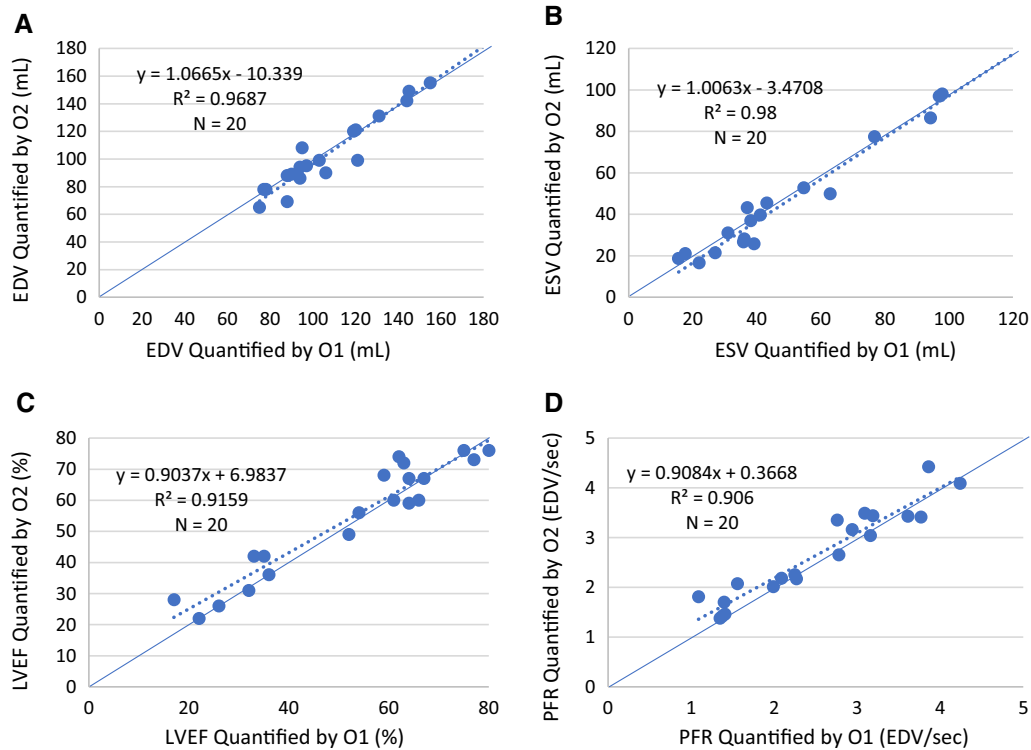 A
EDV Quantified by O2 (mL)
180
160
140
120
100
80
60
40
20
0
y = 1.0665x - 10.339
R² = 0.9687
N = 20
0 20 40 60 80 100 120 140 160 180
EDV Quantified by O1 (mL)
B
ESV Quantified by O2 (mL)
120
100
80
60
40
20
0
y = 1.0063x - 3.4708
R² = 0.98
N = 20
0 20 40 60 80 100 120
ESV Quantified by O1 (mL)
C
LVEF Quantified by O2 (%)
80
70
60
50
40
30
20
10
0
y = 0.9037x + 6.9837
R² = 0.9159
N = 20
0 20 40 60 80
LVEF Quantified by O1 (%)
D
PFR Quantified by O2 (EDV/sec)
5
4
3
2
1
0
y = 0.9084x + 0.3668
R² = 0.906
N = 20
0 1 2 3 4 5
PFR Quantified by O1 (EDV/sec)